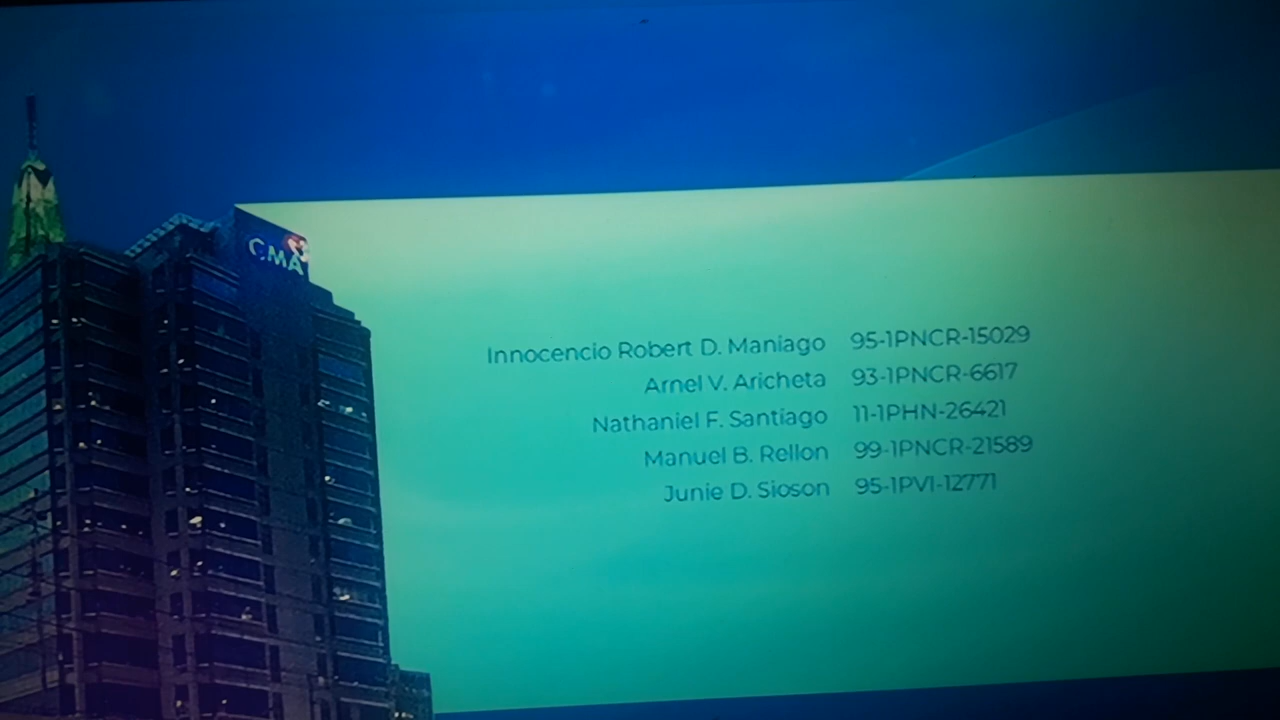 CMA
Innocencio Robert D. Maniago 95-1PNCR-15029
Arnel V. Aricheta 93-1PNCR-6617
Nathaniel F. Santiago 11-1PHN-26421
Manuel B. Rellon 99-1PNCR-21589
Junie D. Sioson 95-1PVI-12771